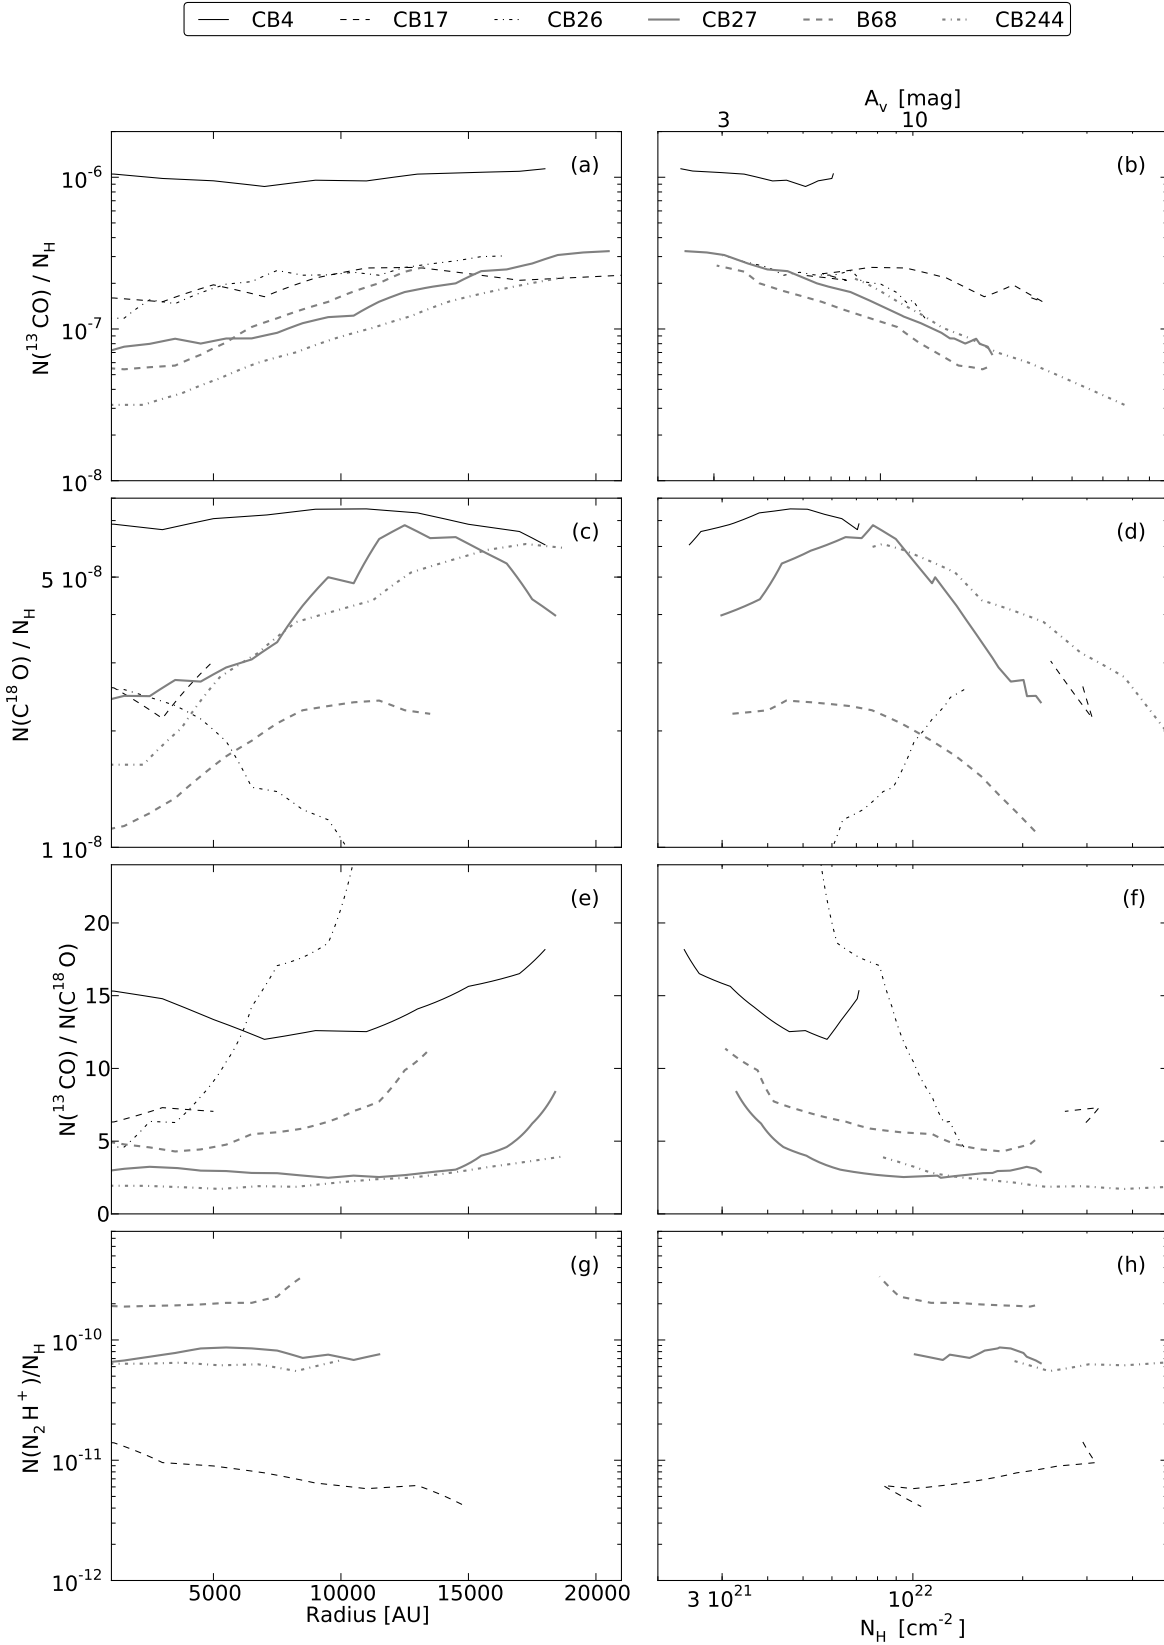 CB4 CB17 CB26 CB27 B68 CB244
A_v [mag]
3 10
(a) (b)
10^-6
N(^13CO) / N_H
10^-7
10^-8
(c) (d)
5 10^-8
N(C^18O) / N_H
1 10^-8
(e) (f)
20
15
N(^13CO) / N(C^18O)
10
5
0
(g) (h)
10^-10
N(N_2H^+)/N_H
10^-11
10^-12
5000 10000 15000 20000 3 10^21 10^22
Radius [AU] N_H [cm^-2]